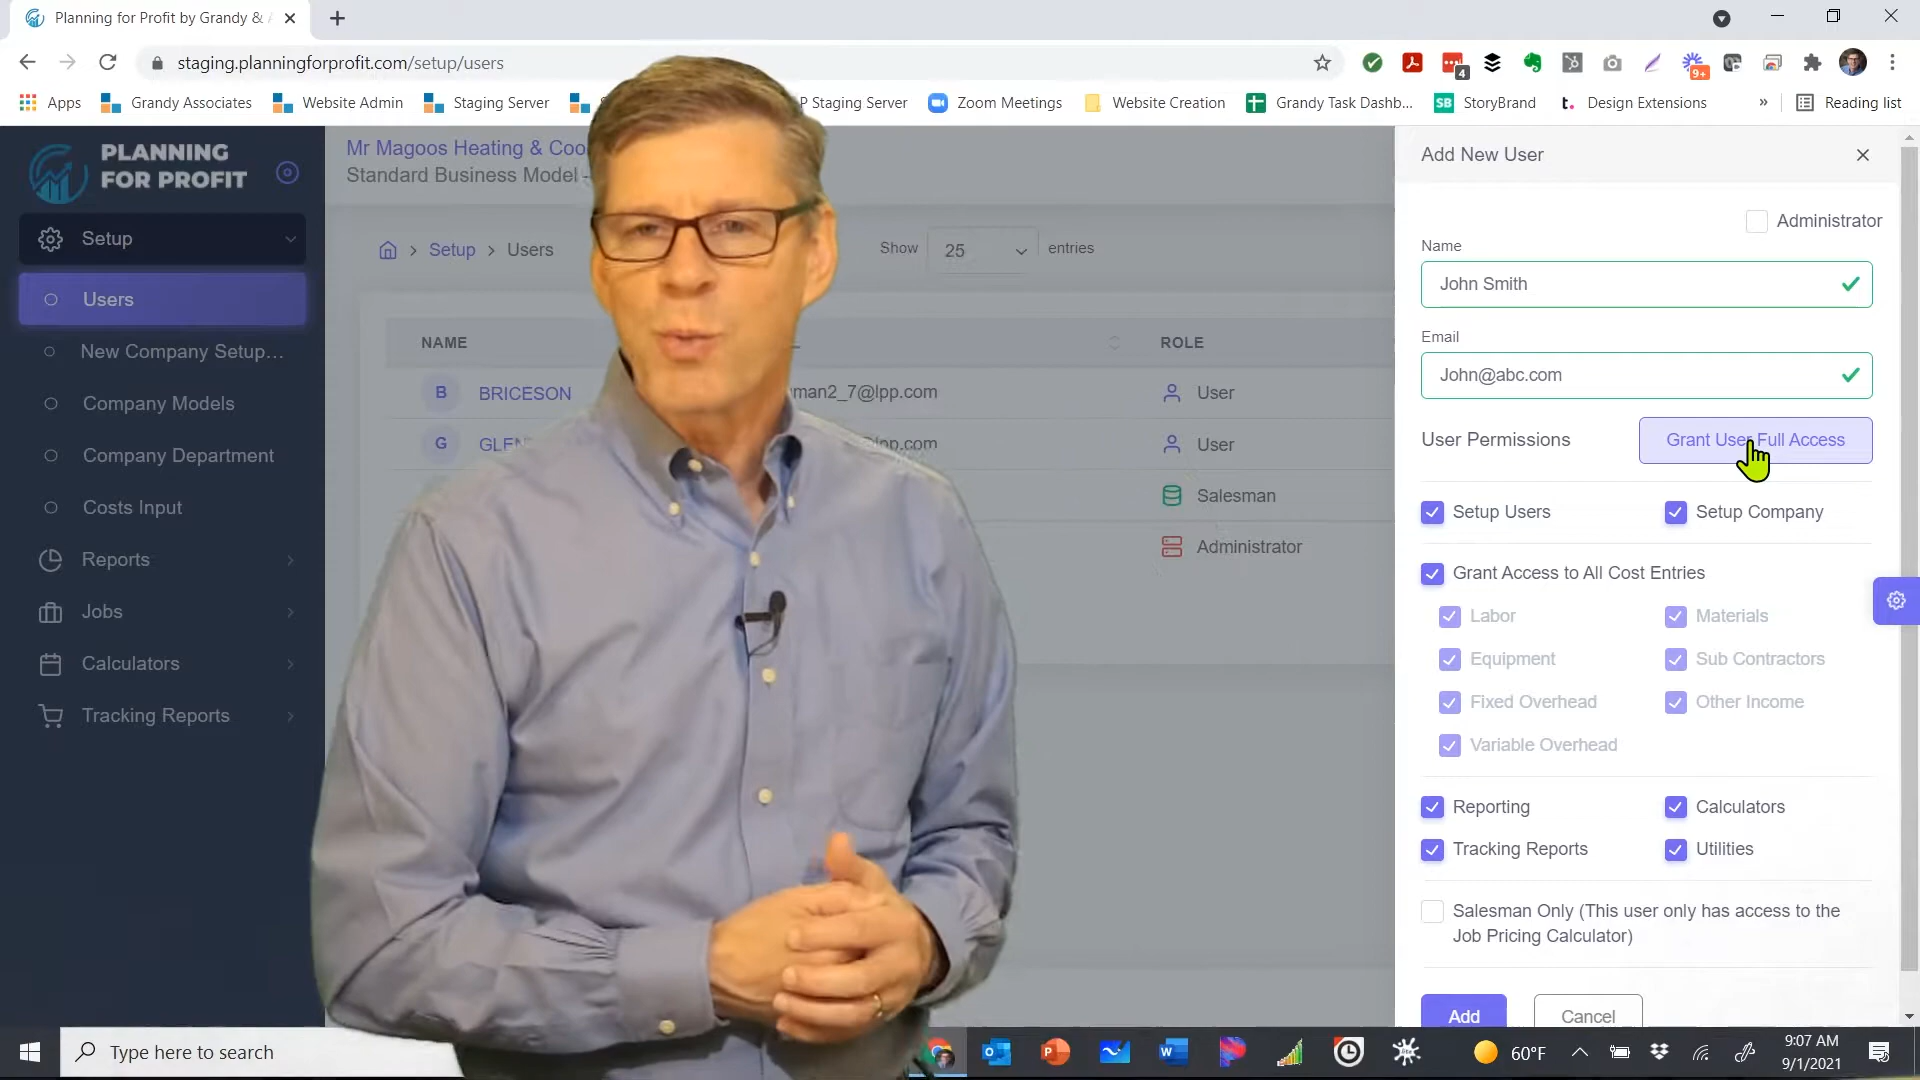 Planning for Profit by Grandy &
staging.planningforprofit.com/setup/users
4
9+
Apps
Grandy Associates
Website Admin
Staging Server
P Staging Server
Zoom Meetings
Website Creation
Grandy Task Dashb...
SB
StoryBrand
t.
Design Extensions
»
Reading list
PLANNING
FOR PROFIT
Setup
Users
New Company Setup...
Company Models
Company Department
Costs Input
Reports
Jobs
Calculators
Tracking Reports
Mr Magoos Heating & Coo
Standard Business Model -
Setup > Users
Show 25 entries
NAME
ROLE
B BRICESON
man2_7@lpp.com
User
G GLEN
@lpp.com
User
Salesman
Administrator
Add New User
Administrator
Name
John Smith
Email
John@abc.com
User Permissions
Grant User Full Access
Setup Users
Setup Company
Grant Access to All Cost Entries
Labor
Materials
Equipment
Sub Contractors
Fixed Overhead
Other Income
Variable Overhead
Reporting
Calculators
Tracking Reports
Utilities
Salesman Only (This user only has access to the
Job Pricing Calculator)
Add
Cancel
Type here to search
60°F
9:07 AM
9/1/2021